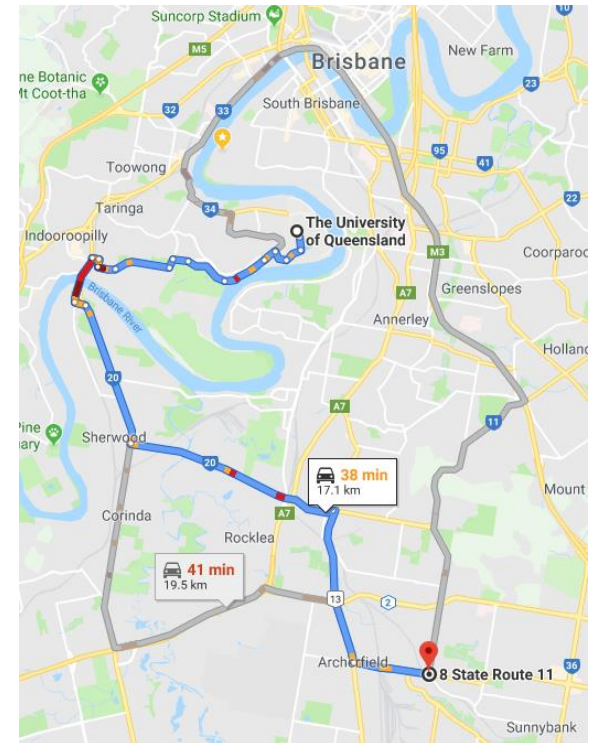 Suncorp Stadium
10
M5
Brisbane
New Farm
ne Botanic
Mt Coot-tha
33
South Brisbane
23
32
95
41
Toowong
22
Taringa
34
The University
of Queensland
Indooroopilly
M3
Coorparoo
Brisbane River
A7
Greenslopes
Annerley
Holland
20
A7
11
Pine
ary
Sherwood
20
38 min
17.1 km
Mount
Corinda
A7
Rocklea
41 min
19.5 km
13
2
Archerfield
36
8 State Route 11
Sunnybank